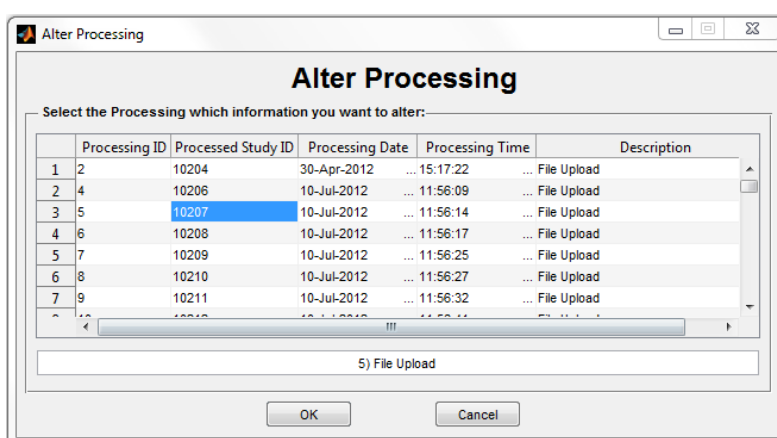 Alter Processing
Alter Processing
Select the Processing which information you want to alter:
Processing ID Processed Study ID Processing Date Processing Time Description
1 2 10204 30-Apr-2012 ... 15:17:22 ... File Upload
2 4 10206 10-Jul-2012 ... 11:56:09 ... File Upload
3 5 10207 10-Jul-2012 ... 11:56:14 ... File Upload
4 6 10208 10-Jul-2012 ... 11:56:17 ... File Upload
5 7 10209 10-Jul-2012 ... 11:56:25 ... File Upload
6 8 10210 10-Jul-2012 ... 11:56:27 ... File Upload
7 9 10211 10-Jul-2012 ... 11:56:32 ... File Upload
5) File Upload
OK Cancel